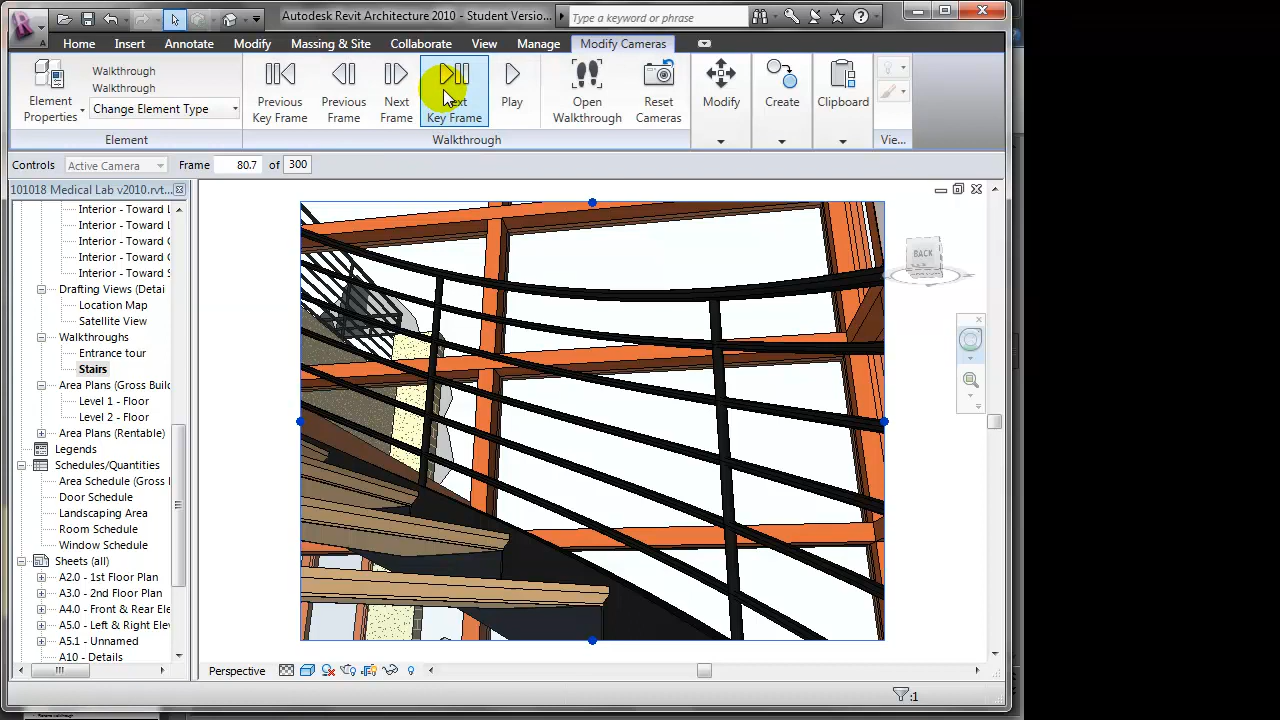 Autodesk Revit Architecture 2010 - Student Versio...
Type a keyword or phrase
Home Insert Annotate Modify Massing & Site Collaborate View Manage Modify Cameras
Element Properties
Walkthrough
Walkthrough
Change Element Type
Previous Key Frame
Previous Frame
Next Frame
Key Frame
Play
Open Walkthrough
Reset Cameras
Modify
Create
Clipboard
Element
Walkthrough
Vie...
Controls Active Camera Frame 80.7 of 300
101018 Medical Lab v2010.rvt...
Interior - Toward L
Interior - Toward L
Interior - Toward C
Interior - Toward C
Interior - Toward S
Drafting Views (Detai
Location Map
Satellite View
Walkthroughs
Entrance tour
Stairs
Area Plans (Gross Buil
Level 1 - Floor
Level 2 - Floor
Area Plans (Rentable)
Legends
Schedules/Quantities
Area Schedule (Gross
Door Schedule
Landscaping Area
Room Schedule
Window Schedule
Sheets (all)
A2.0 - 1st Floor Plan
A3.0 - 2nd Floor Plan
A4.0 - Front & Rear Ele
A5.0 - Left & Right Ele
A5.1 - Unnamed
A10 - Details
BACK
Perspective
:1